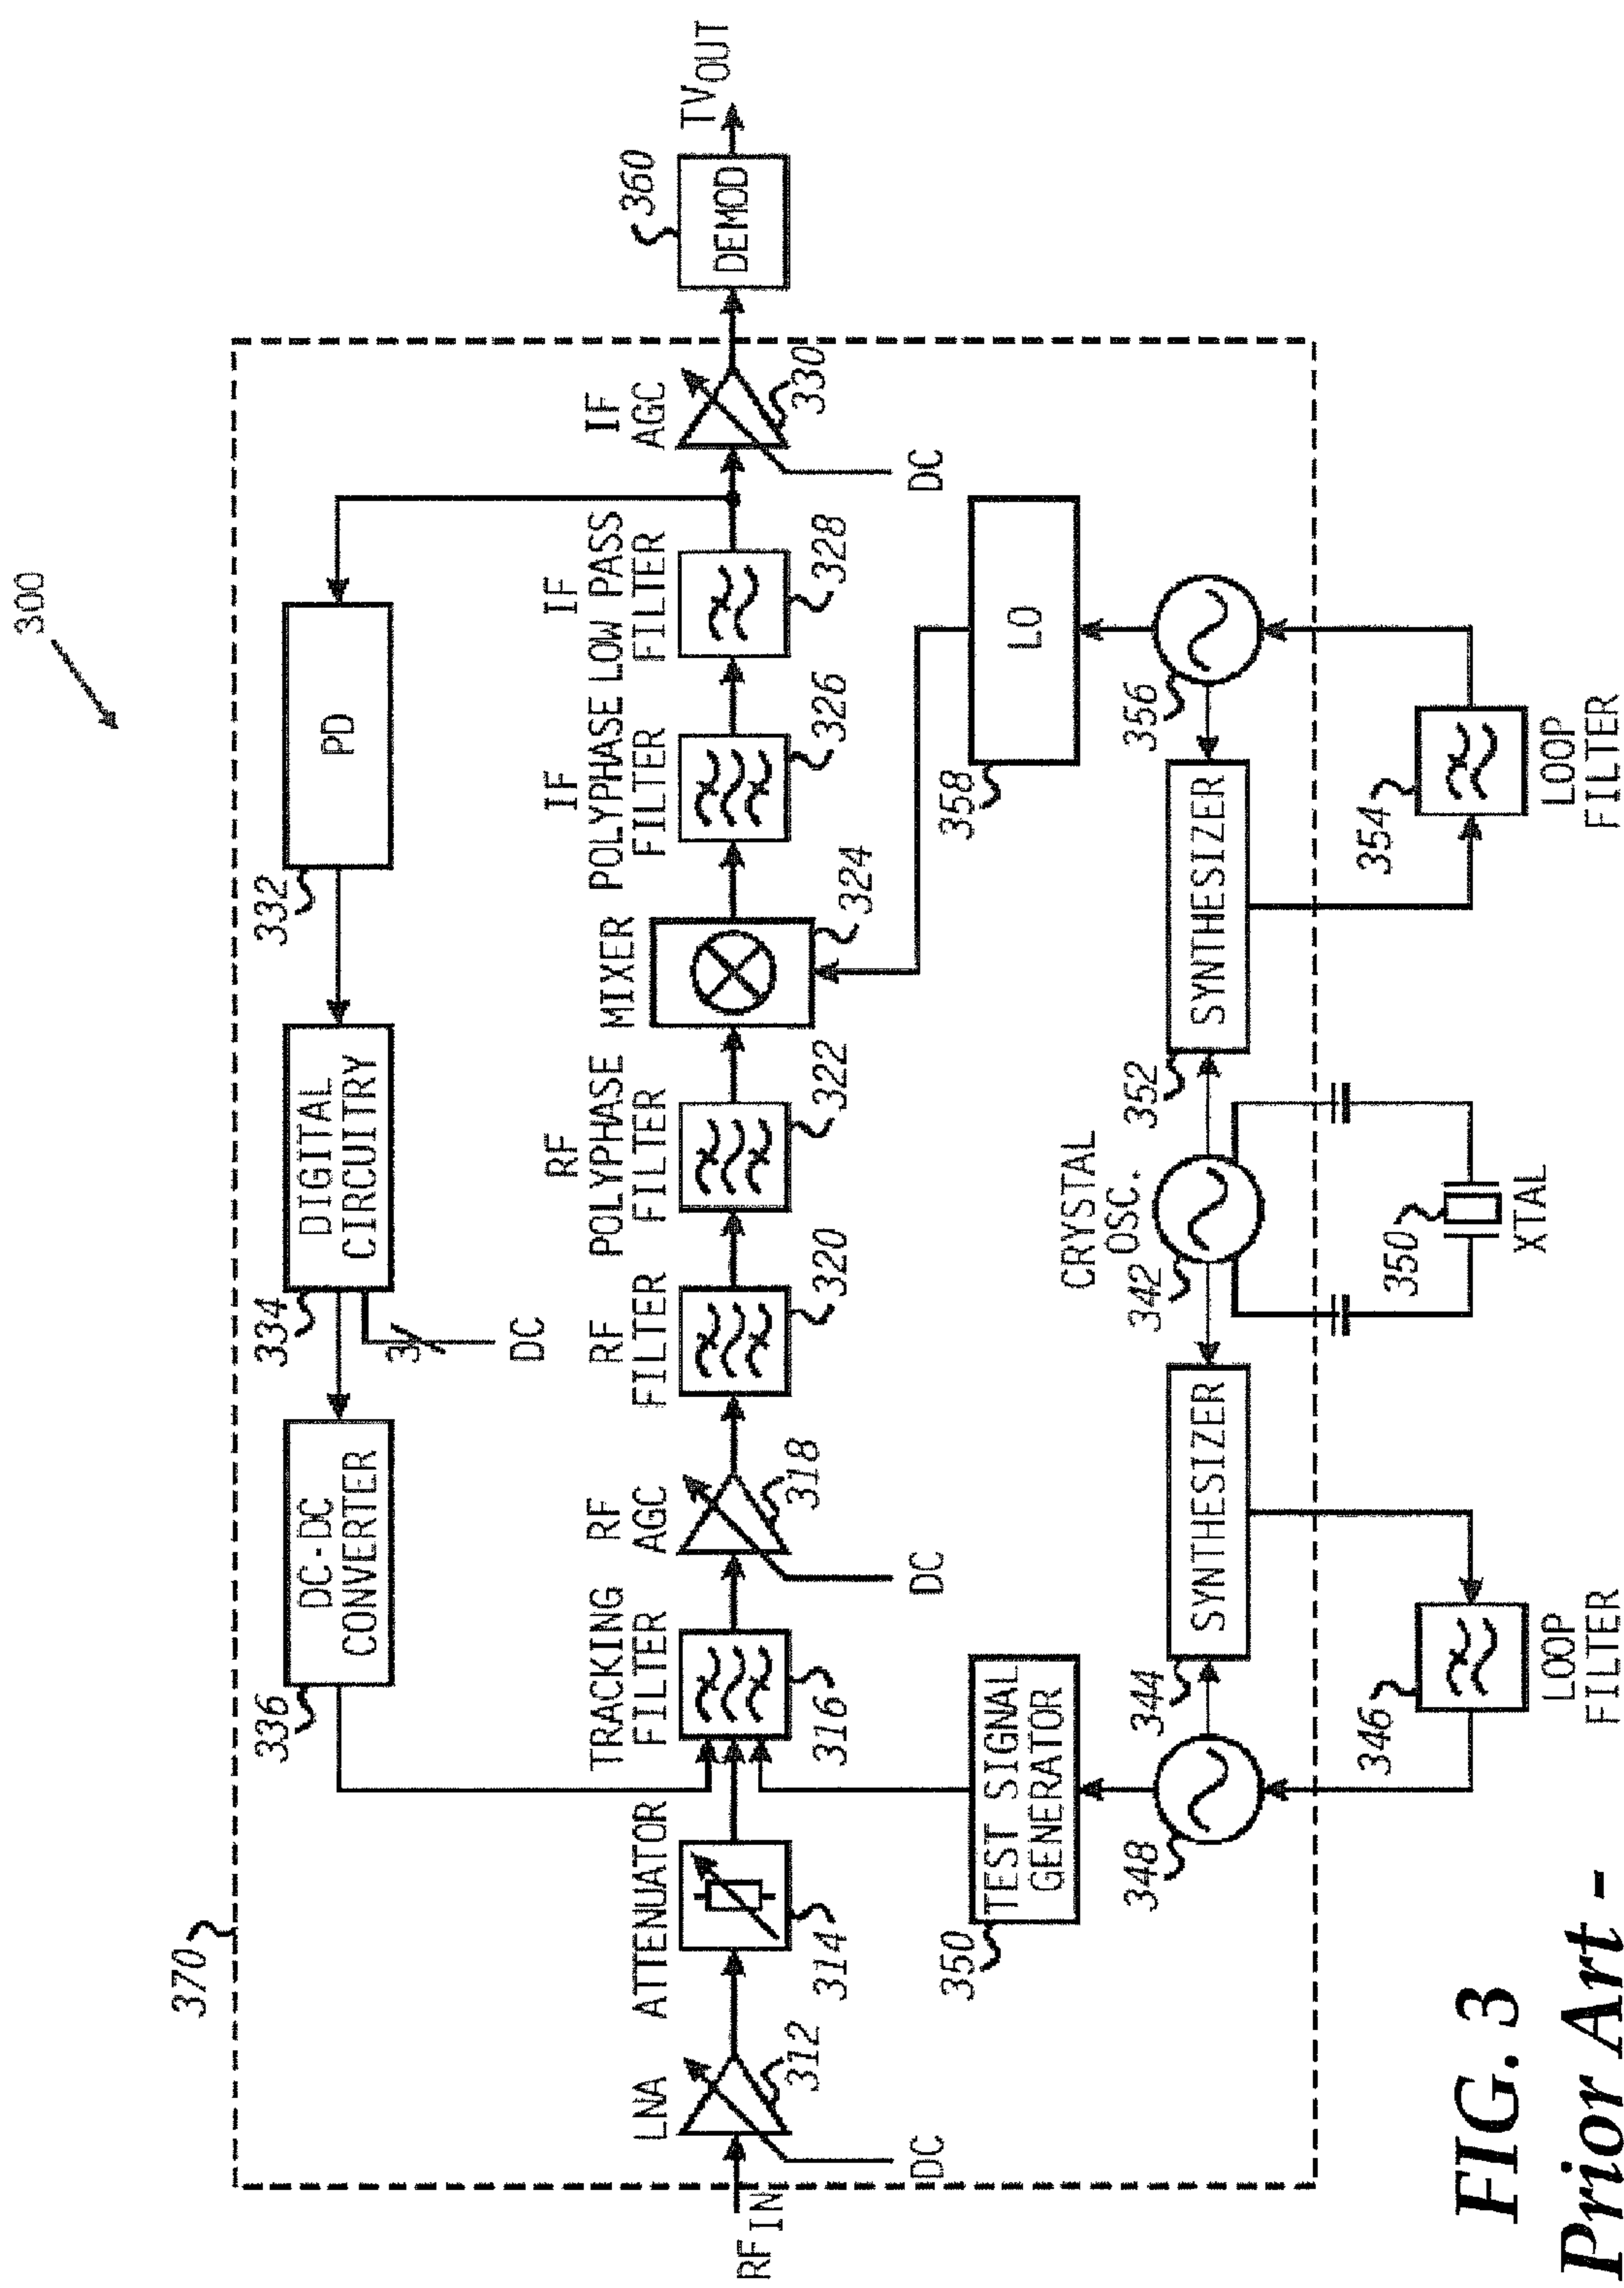 300
370
336
DC-DC
CONVERTER
334
DIGITAL
CIRCUITRY
3
DC
332
PD
RFIN
LNA
312
DC
ATTENUATOR
314
TRACKING
FILTER
316
RF
AGC
318
DC
RF
FILTER
320
RF
POLYPHASE
FILTER
322
MIXER
324
IF
POLYPHASE
FILTER
326
IF
LOW PASS
FILTER
328
IF
AGC
330
DC
360
DEMOD
TVOUT
350
TEST SIGNAL
GENERATOR
358
LO
348
344
SYNTHESIZER
CRYSTAL
OSC.
342
352
SYNTHESIZER
356
346
LOOP
FILTER
350
XTAL
354
LOOP
FILTER
FIG. 3
Prior Art -